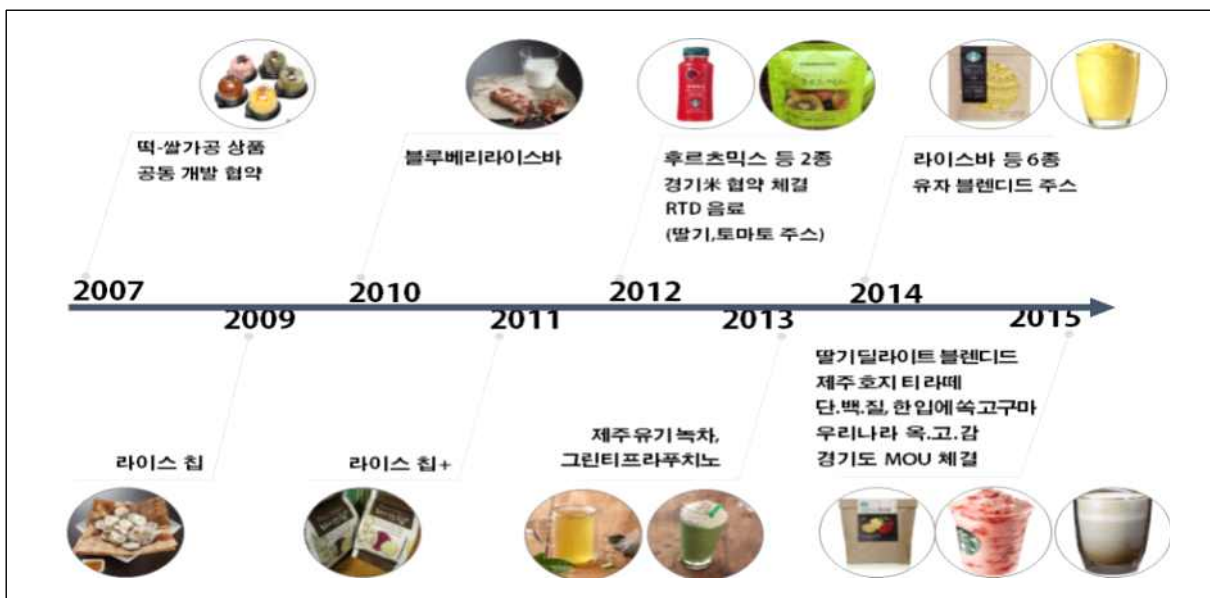 떡-쌀가공 상품
공동 개발 협약
블루베리라이스바
후르츠믹스 등 2종
경기米 협약 체결
RTD 음료
(딸기,토마토 주스)
라이스바 등 6종
유자 블렌디드 주스
2007
2010
2012
2014
2009
2011
2013
2015
라이스 칩
라이스 칩+
제주유기녹차,
그린티프라푸치노
딸기딜라이트블렌디드
제주호지티라떼
단.백.질, 한입에쏙고구마
우리나라 옥.고.감
경기도 MOU 체결